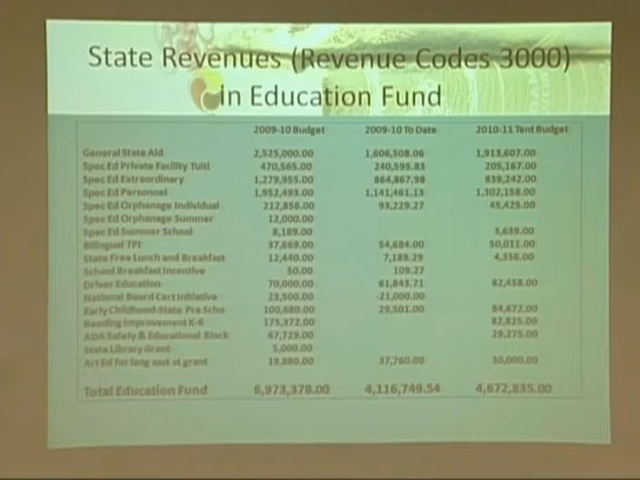 State Revenues (Revenue Codes 3000)
in Education Fund
2009-10 Budget 2009-10 To Date 2010-11 Tent Budget
General State Aid 2,525,000.00 1,606,508.06 1,913,607.00
Spec Ed Private Facility Tuiti 470,565.00 240,595.83 205,167.00
Spec Ed Extraordinary 1,279,955.00 864,867.98 839,242.00
Spec Ed Personnel 1,952,493.00 1,141,461.13 1,302,158.00
Spec Ed Orphanage Individual 212,856.00 93,229.27 45,425.00
Spec Ed Orphanage Summer 12,000.00
Spec Ed Summer School 8,189.00 3,639.00
Bilingual TPI 37,669.00 54,684.00 50,011.00
State Free Lunch and Breakfast 12,440.00 7,189.29 4,356.00
School Breakfast Incentive 50.00 109.27
Driver Education 70,000.00 61,843.71 82,458.00
National Board Cert Initiative 23,500.00 -21,000.00
Early Childhood-State Pre Scho 100,680.00 29,501.00 84,672.00
Reading Improvement K-6 175,372.00 82,825.00
ADA Safety & Educational Block 67,729.00 29,275.00
State Library Grant 5,000.00
Art Ed for lang and st grant 19,880.00 37,760.00 30,000.00
Total Education Fund 6,973,378.00 4,116,749.54 4,672,835.00